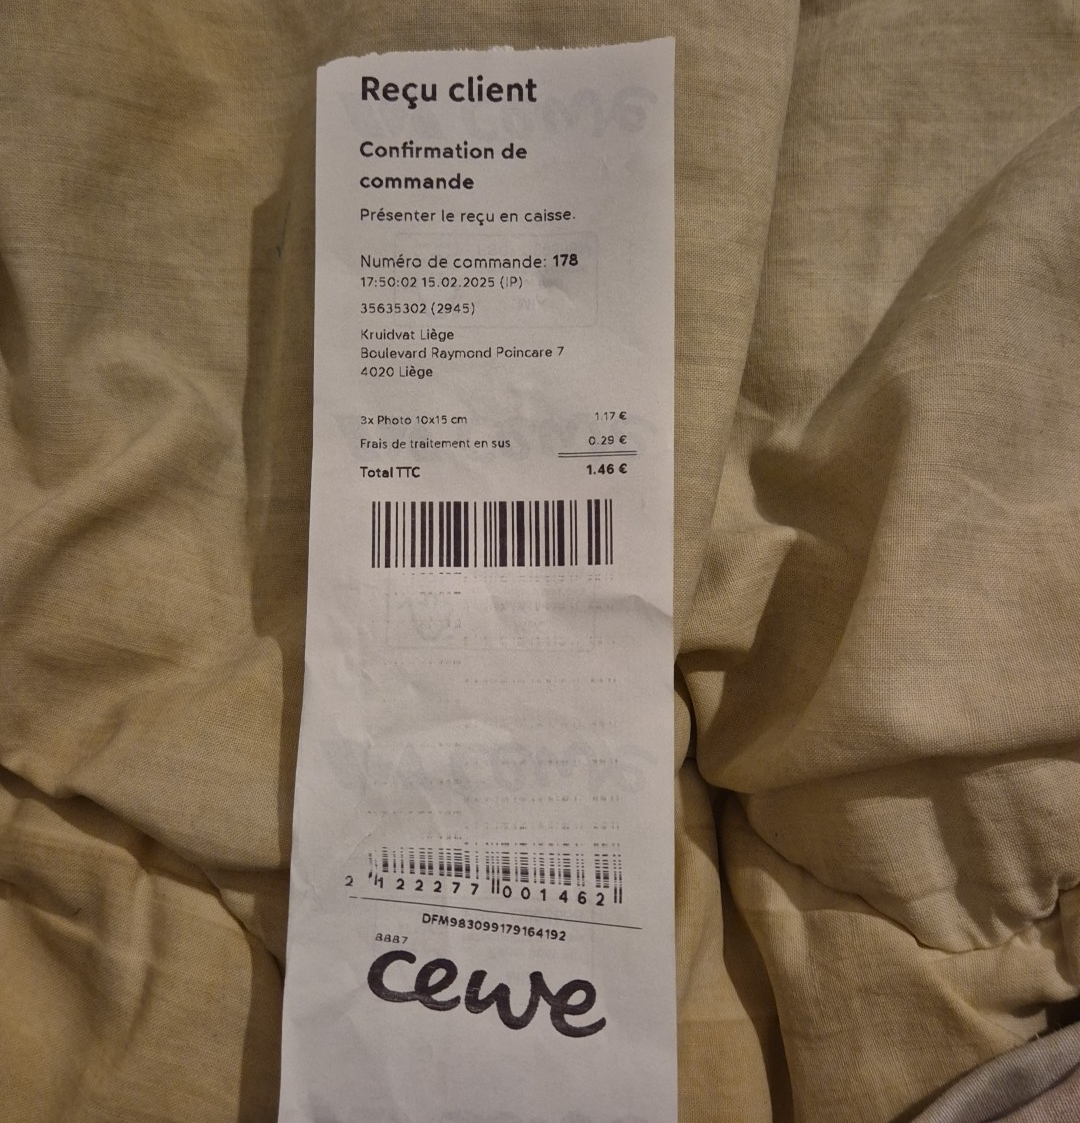 Reçu client
Confirmation de
commande
Présenter le reçu en caisse.
Numéro de commande: 178
17:50:02 15.02.2025 (IP)
35635302 (2945)
Kruidvat Liège
Boulevard Raymond Poincare 7
4020 Liège
3x Photo 10x15 cm 1.17 €
Frais de traitement en sus 0.29 €
Total TTC 1.46 €
2 122277 001462
DFM983099179164192
8887
cewe